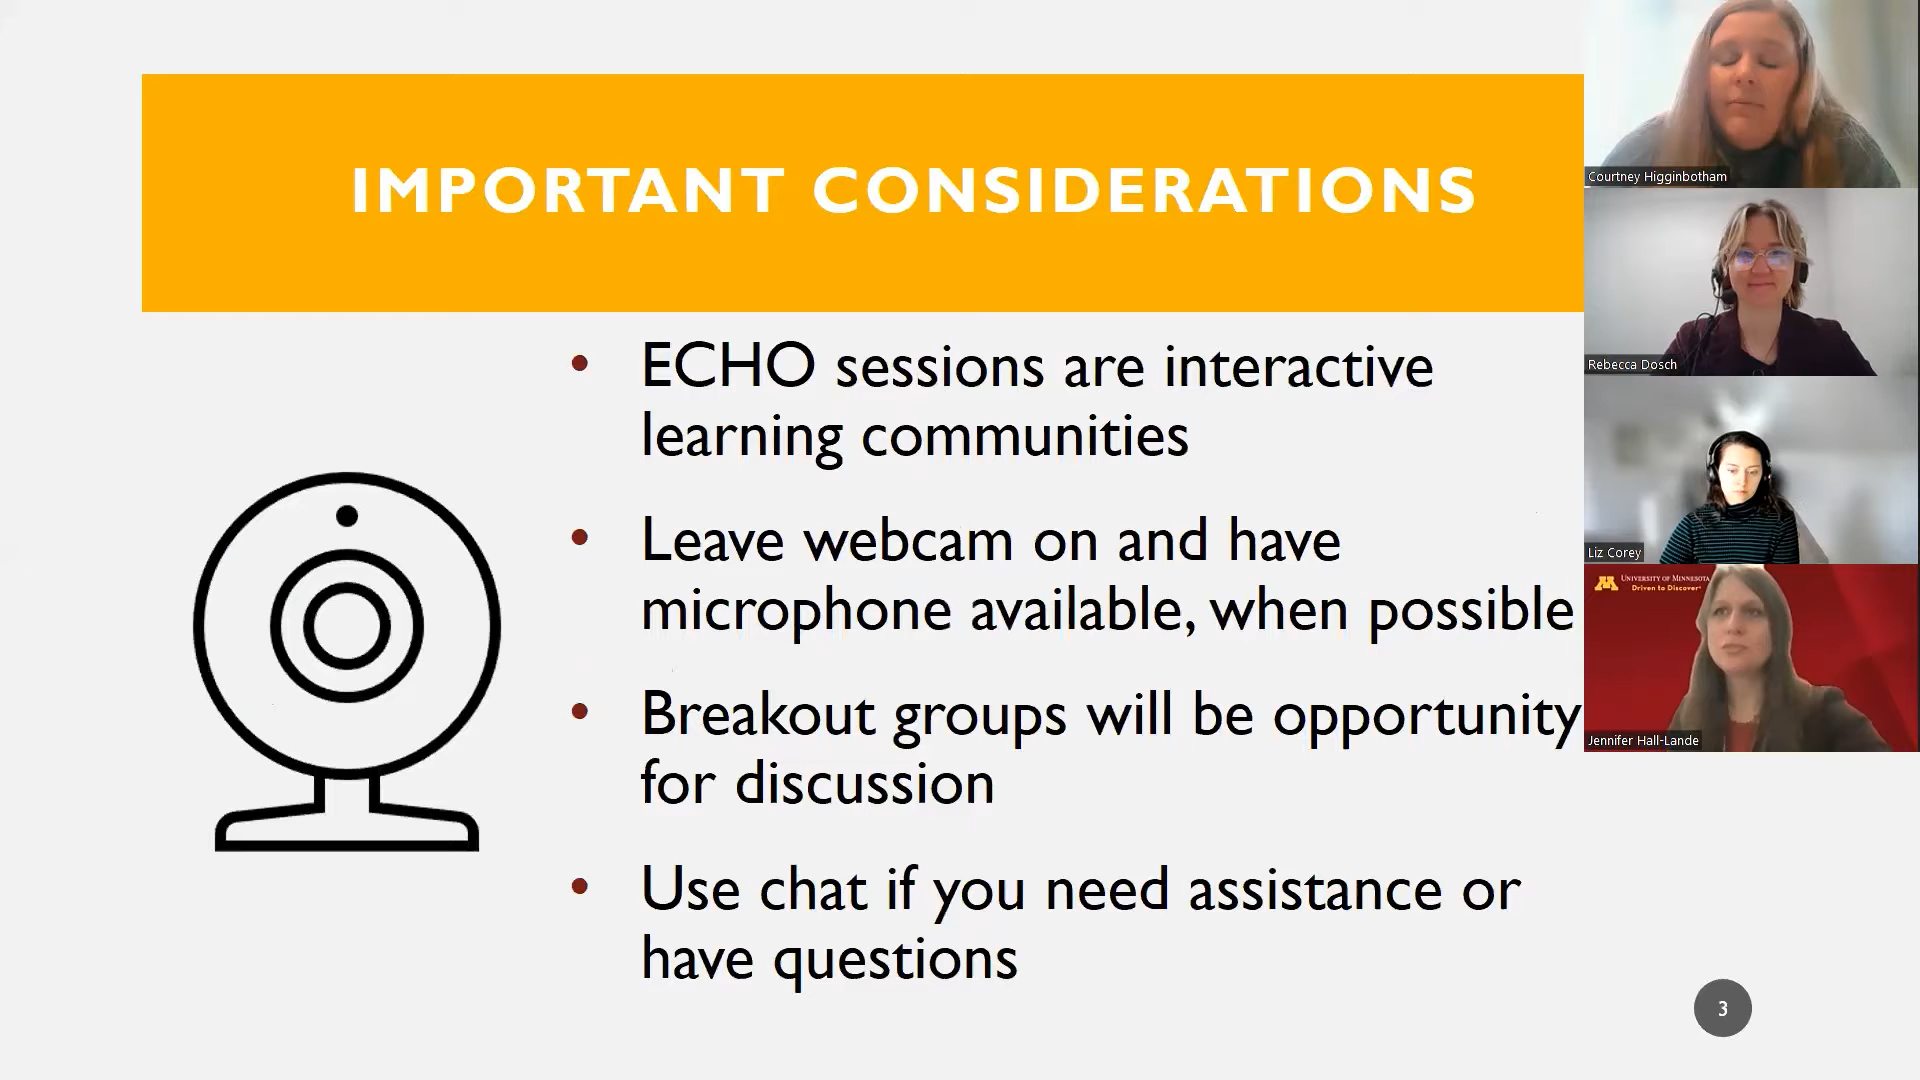 IMPORTANT CONSIDERATIONS
• ECHO sessions are interactive
learning communities
• Leave webcam on and have
microphone available, when possible
• Breakout groups will be opportunity
for discussion
• Use chat if you need assistance or
have questions
3
Courtney Higginbotham
Rebecca Dosch
Liz Corey
UNIVERSITY OF MINNESOTA
Driven to Discover
Jennifer Hall-Lande